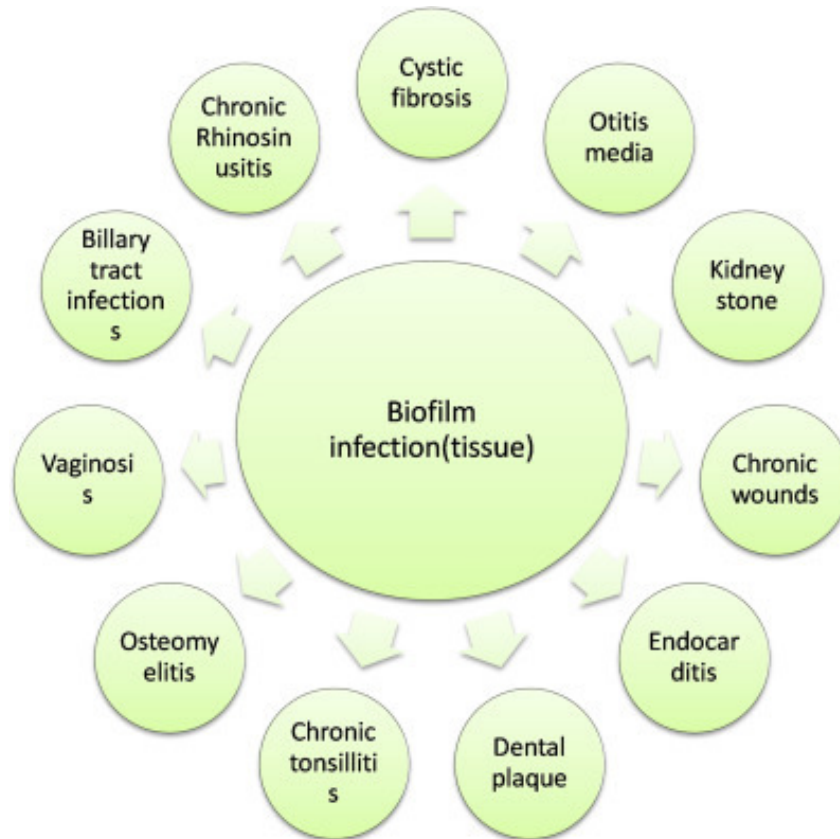 Cystic
fibrosis
Otitis
media
Kidney
stone
Chronic
wounds
Endocar
ditis
Dental
plaque
Chronic
tonsilliti
s
Osteomy
elitis
Vaginosi
s
Billary
tract
infection
s
Chronic
Rhinosin
usitis
Biofilm
infection(tissue)